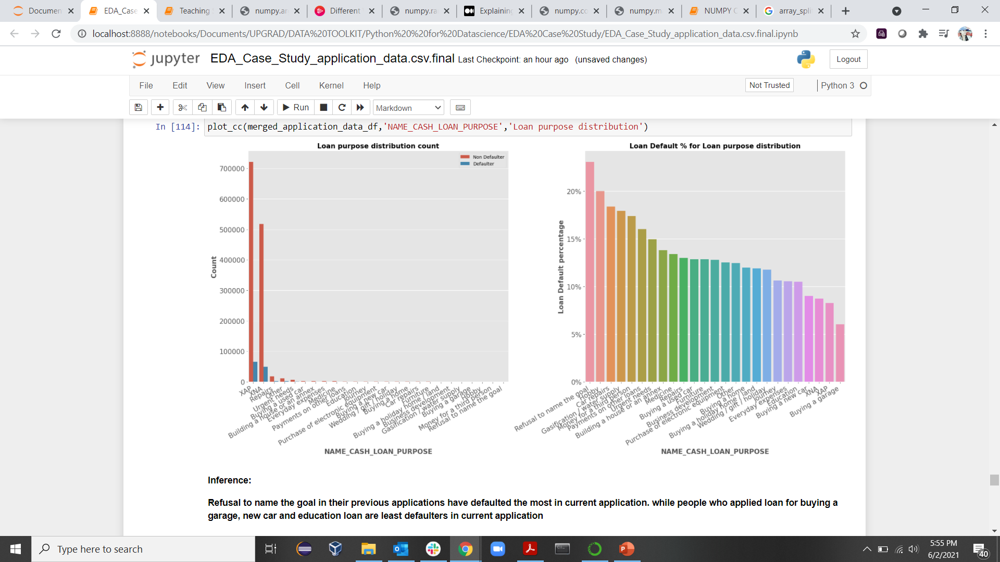 Documen
EDA_Case
Teaching
numpy.ar
Different
numpy.ra
Explaining
numpy.co
numpy.m
NUMPY C
array_spli
localhost:8888/notebooks/Documents/UPGRAD/DATA%20TOOLKIT/Python%20%20for%20Datascience/EDA%20Case%20Study/EDA_Case_Study_application_data.csv.final.ipynb
jupyter EDA_Case_Study_application_data.csv.final Last Checkpoint: an hour ago (unsaved changes)
Logout
File Edit View Insert Cell Kernel Help
Not Trusted
Python 3
Run
Markdown
In [114]: plot_cc(merged_application_data_df,'NAME_CASH_LOAN_PURPOSE','Loan purpose distribution')
Loan purpose distribution count
Non Defaulter
Defaulter
700000
600000
500000
400000
300000
200000
100000
0
Count
XAP
XNA
Repairs
Other
Urgent needs
Buying a used car
Building a house or an annex
Everyday expenses
Medicine
Payments on other loans
Education
Journey
Purchase of electronic equipment
Buying a new car
Wedding / gift / holiday
Buying a home
Car repairs
Furniture
Buying a holiday home / land
Business development
Gasification / water supply
Buying a garage
Hobby
Money for a third person
Refusal to name the goal
NAME_CASH_LOAN_PURPOSE
Loan Default % for Loan purpose distribution
20%
15%
10%
5%
0%
Loan Default percentage
Refusal to name the goal
Hobby
Car repairs
Gasification / water supply
Money for a third person
Payments on other loans
Urgent needs
Building a house or an annex
Medicine
Repairs
Buying a used car
Furniture
Business development
Purchase of electronic equipment
Other
Buying a home
Buying a holiday home / land
Wedding / gift / holiday
Journey
Everyday expenses
Education
Buying a new car
XNA
XAP
Buying a garage
NAME_CASH_LOAN_PURPOSE
Inference:
Refusal to name the goal in their previous applications have defaulted the most in current application. while people who applied loan for buying a
garage, new car and education loan are least defaulters in current application
Type here to search
5:55 PM
6/2/2021
40